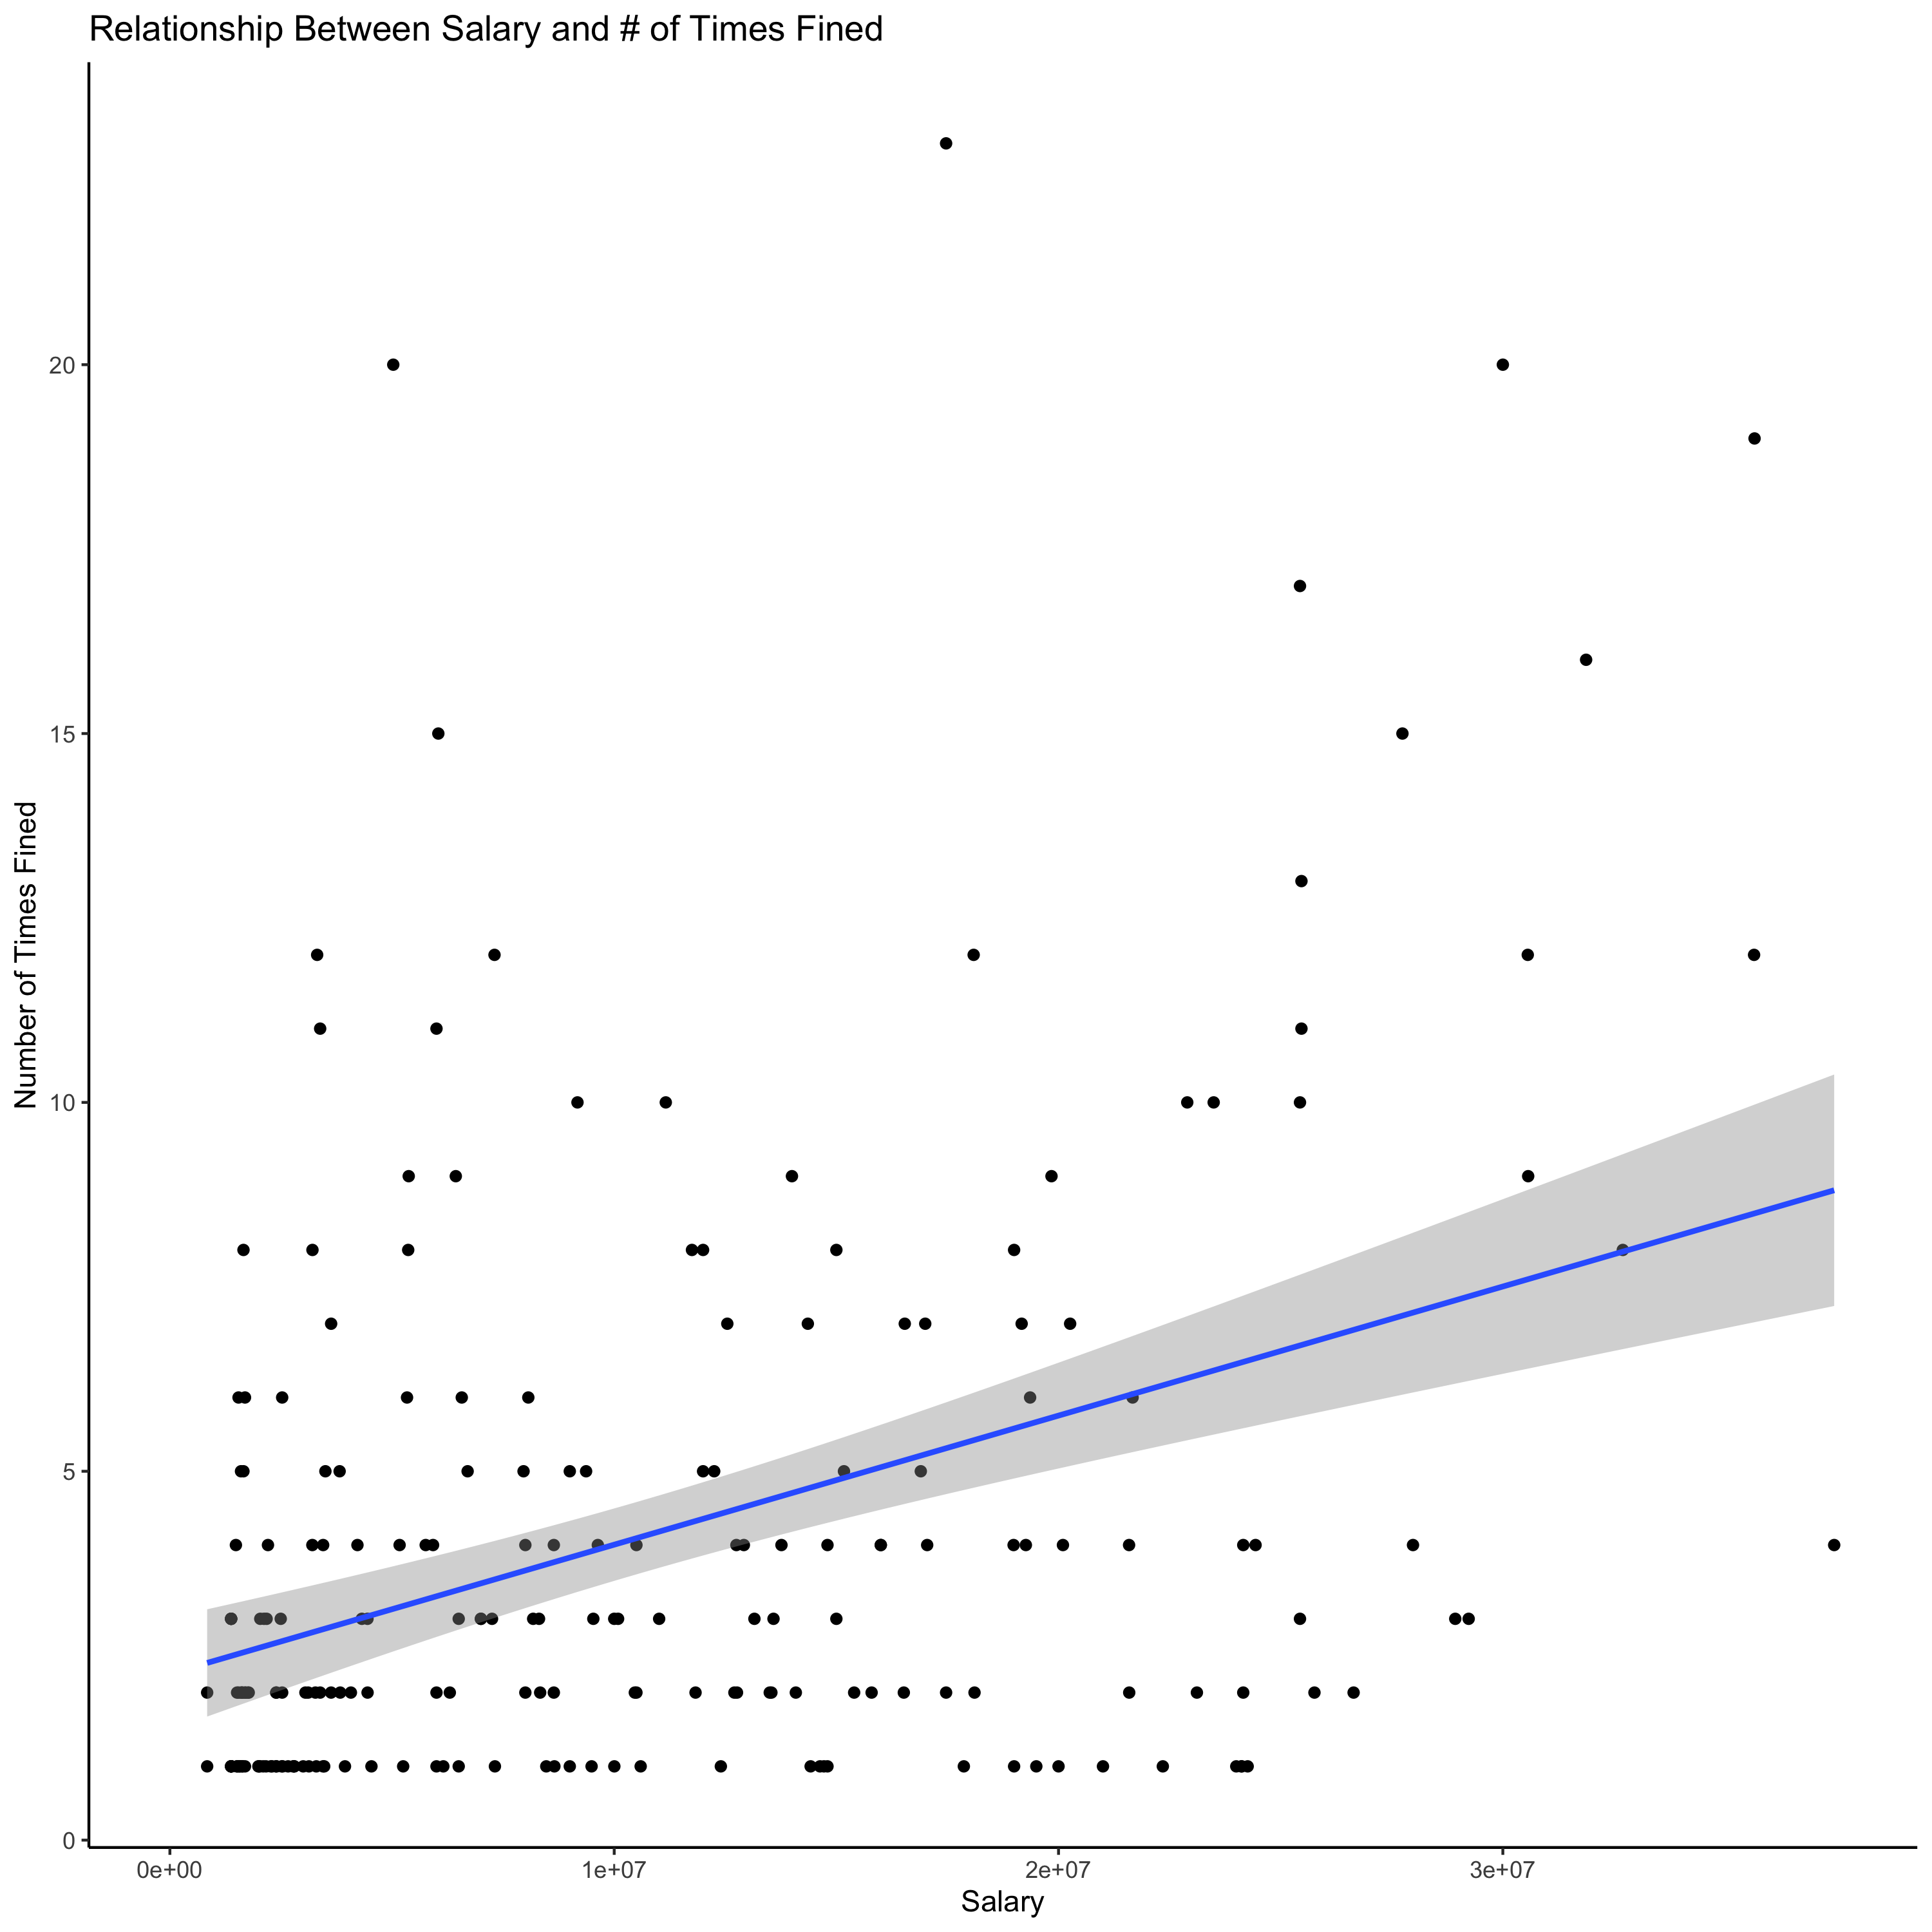 Relationship Between Salary and # of Times Fined
Number of Times Fined
20
15
10
5
0
0e+00 1e+07 2e+07 3e+07
Salary